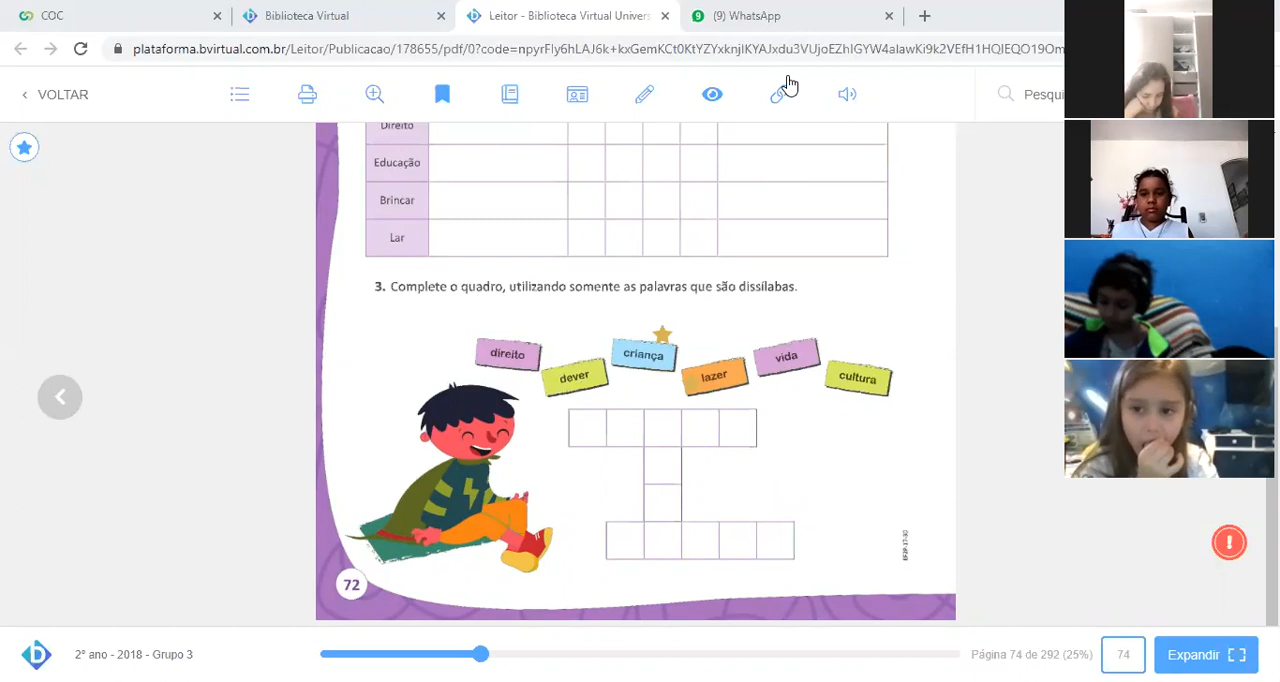 COC
Biblioteca Virtual
Leitor - Biblioteca Virtual Univers
9 (9) WhatsApp
plataforma.bvirtual.com.br/Leitor/Publicacao/178655/pdf/0?code=
VOLTAR
Pesqui
Direito
Educação
Brincar
Lar
3. Complete o quadro, utilizando somente as palavras que são dissílabas.
direito
dever
criança
lazer
vida
cultura
72
!
2º ano - 2018 - Grupo 3
Página 74 de 292 (25%)
74
Expandir